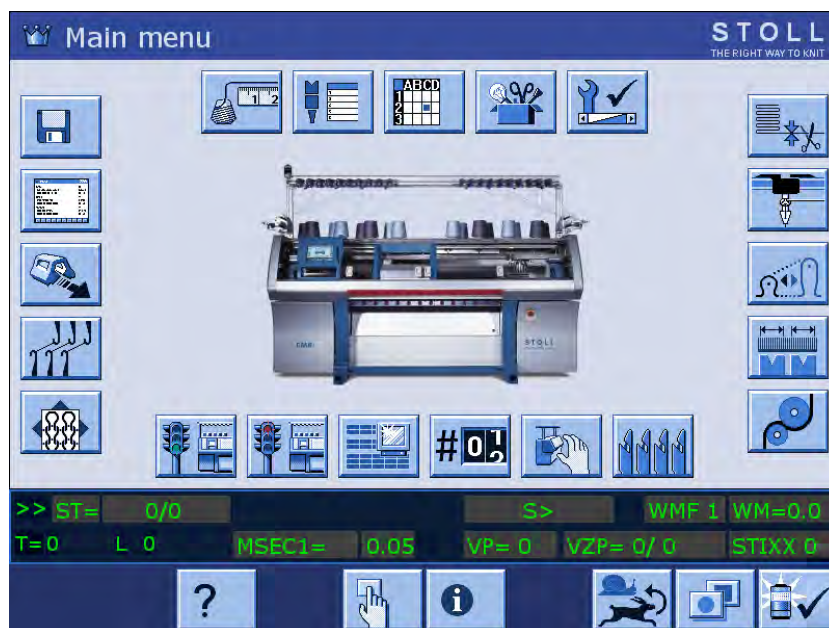 Main menu
STOLL
THE RIGHT WAY TO KNIT
1 2
ABCD
1
2
3
STOLL
#012
>> ST= 0/0 S> WMF 1 WM=0.0
T=0 L 0 MSEC1= 0.05 VP= 0 VZP= 0/ 0 STIXX 0
?
i